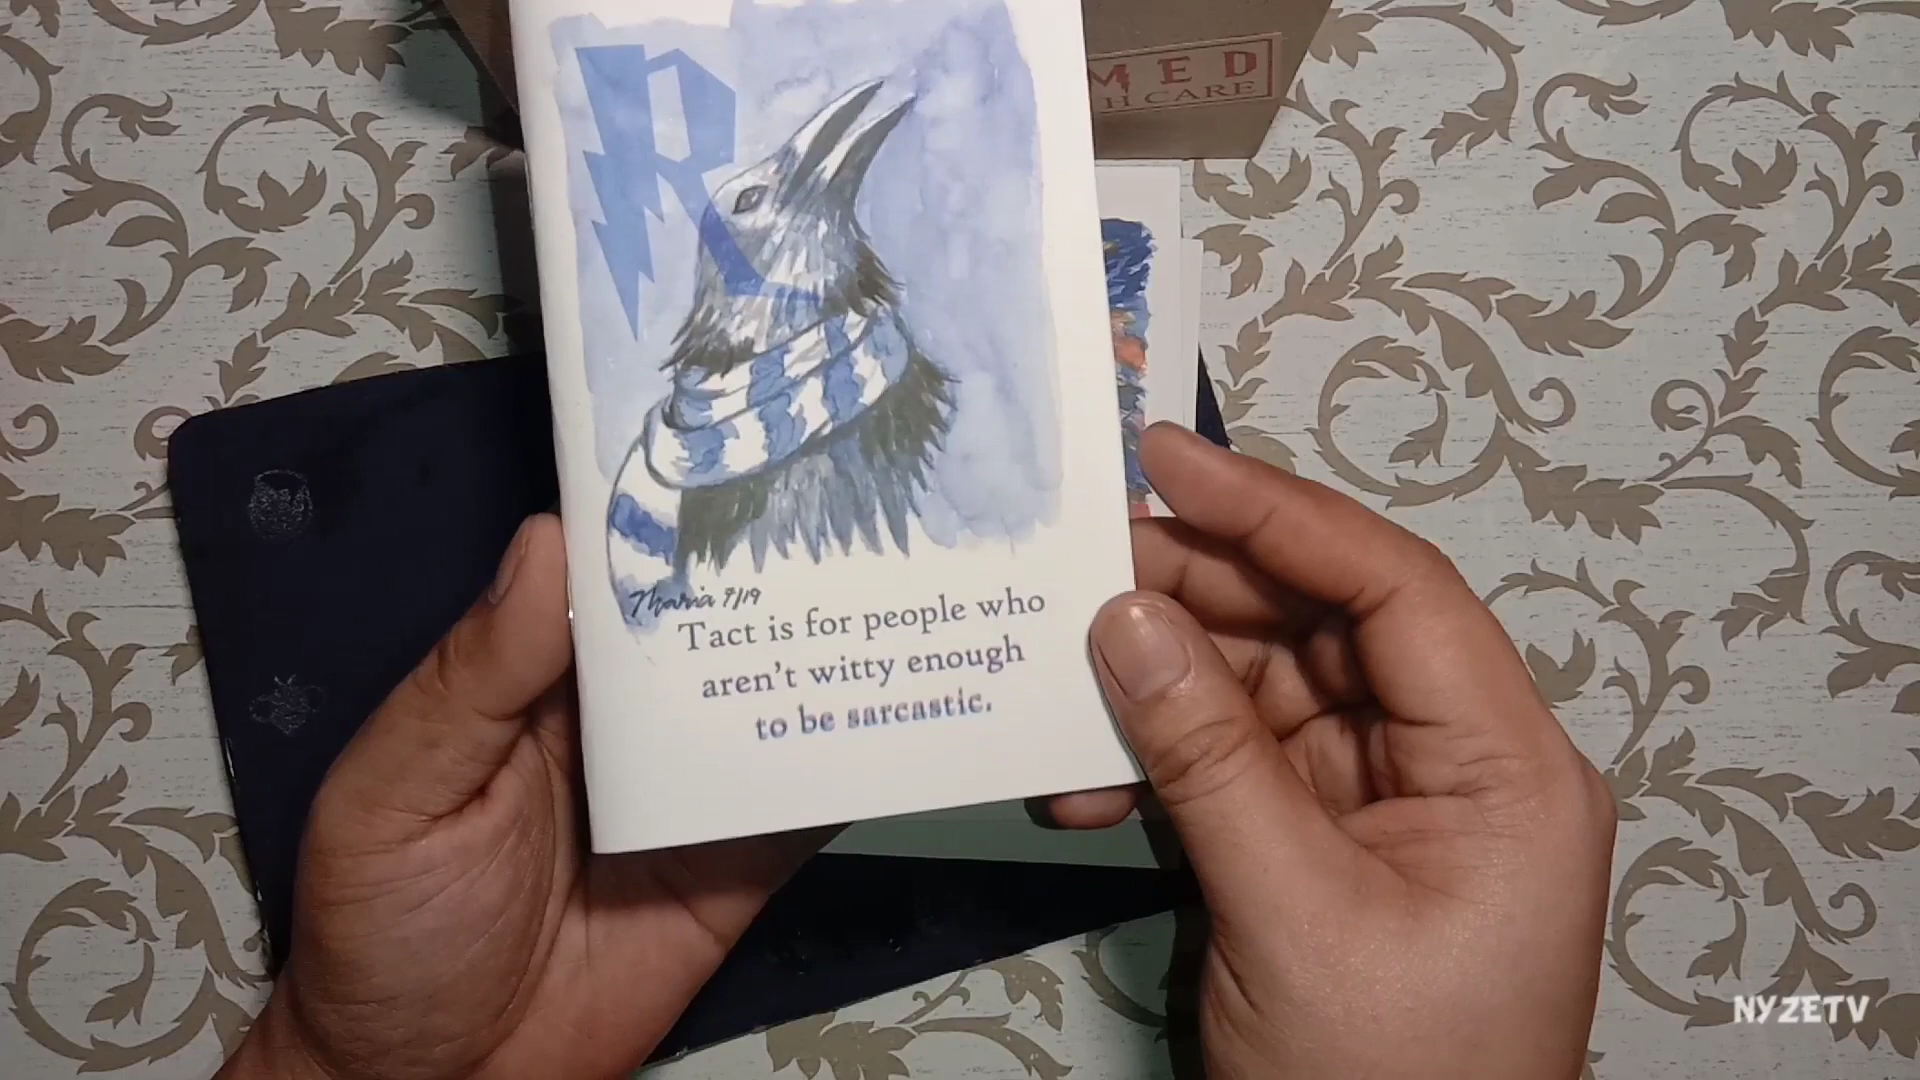 MED
H CARE
R
Maria 9/19
Tact is for people who
aren't witty enough
to be sarcastic.
NYZETV